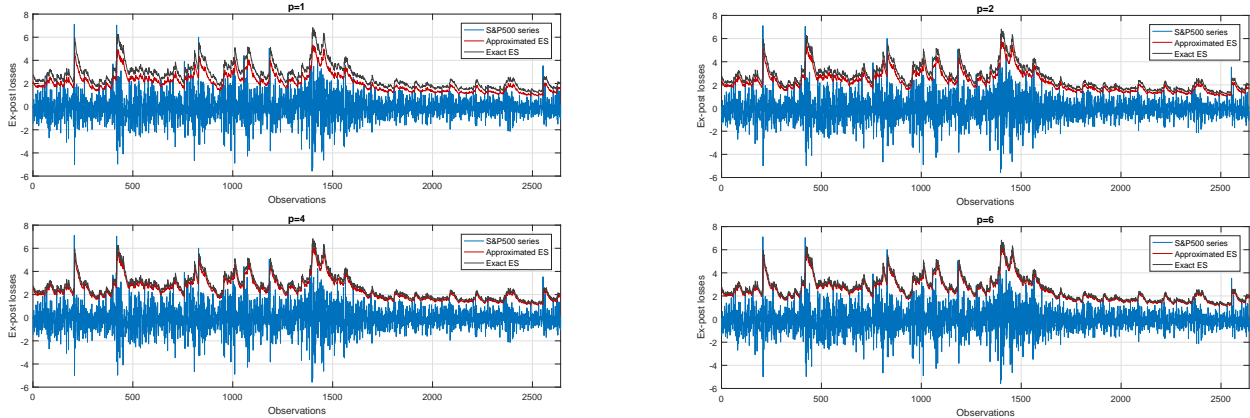 p=1
8
6
4
2
0
-2
-4
-6
Ex-post losses
0
500
1000
1500
2000
2500
Observations
S&P500 series
Approximated ES
Exact ES
p=2
8
6
4
2
0
-2
-4
-6
Ex-post losses
0
500
1000
1500
2000
2500
Observations
S&P500 series
Approximated ES
Exact ES
p=4
8
6
4
2
0
-2
-4
-6
Ex-post losses
0
500
1000
1500
2000
2500
Observations
S&P500 series
Approximated ES
Exact ES
p=6
8
6
4
2
0
-2
-4
-6
Ex-post losses
0
500
1000
1500
2000
2500
Observations
S&P500 series
Approximated ES
Exact ES